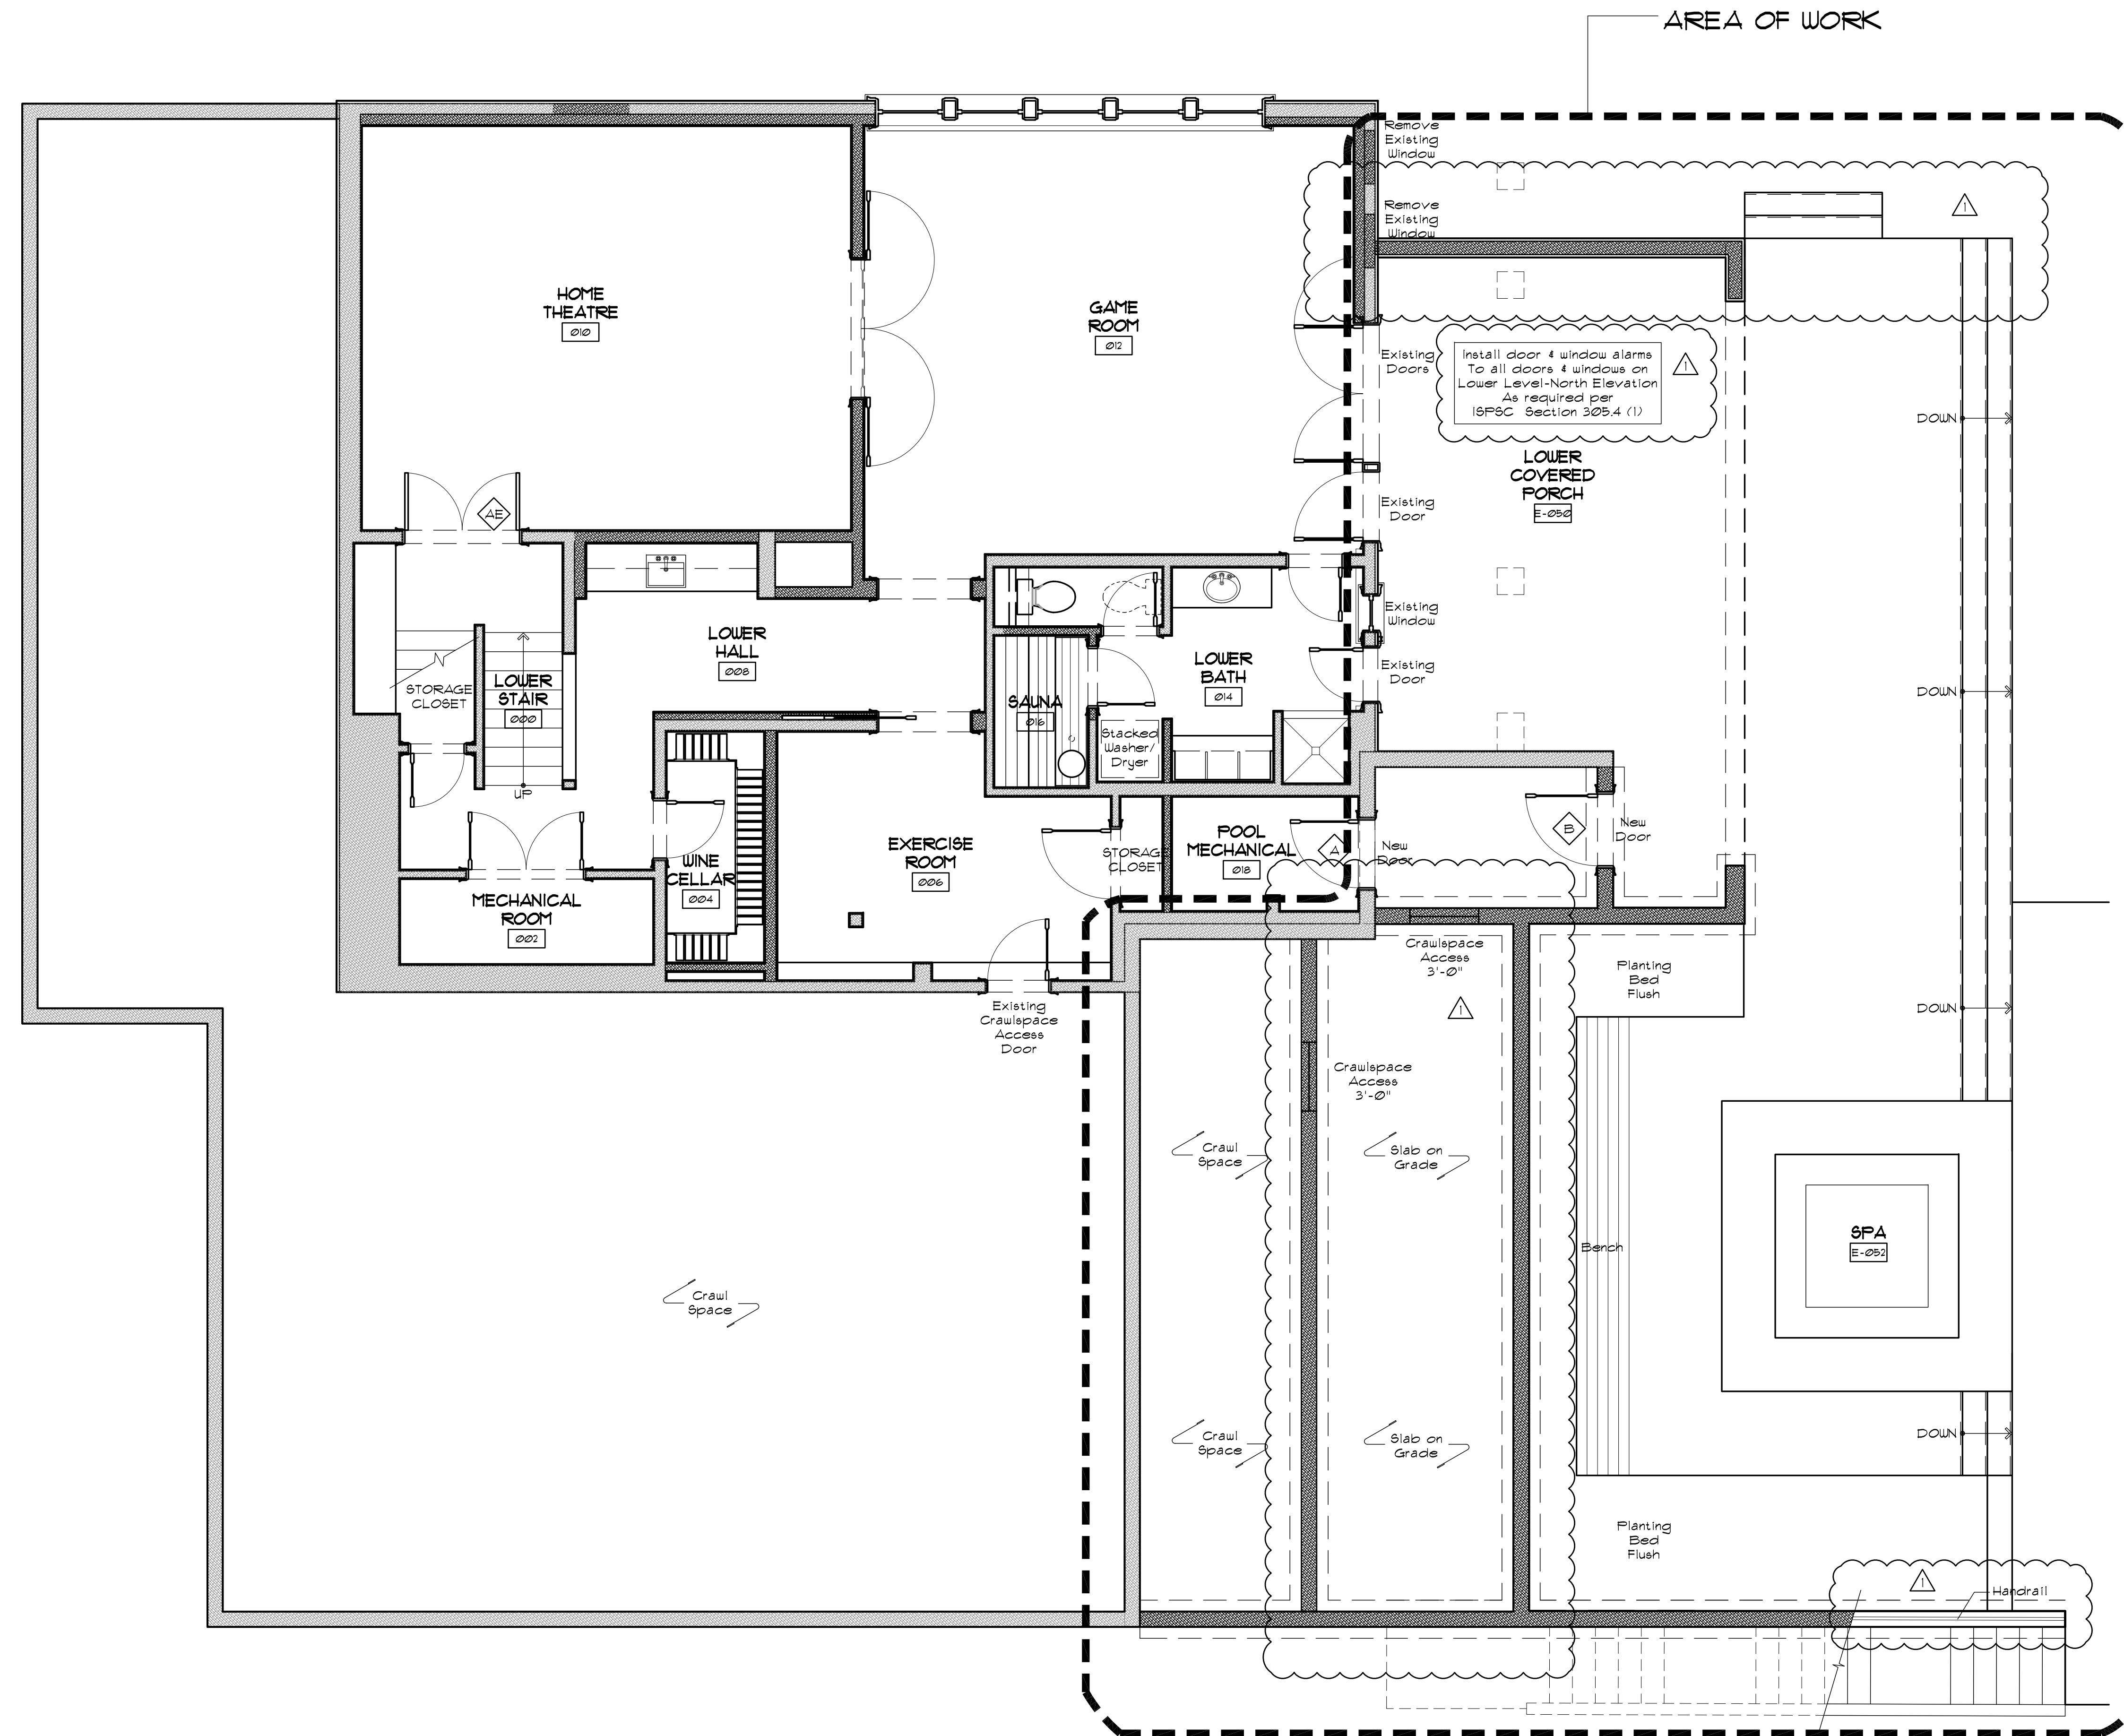 AREA OF WORK
Remove
Existing
Window
Remove
Existing
Window
1
HOME
THEATRE
010
GAME
ROOM
012
Existing
Doors
Install door & window alarms
To all doors & windows on
Lower Level-North Elevation
As required per
ISPSC Section 305.4 (1)
1
DOWN
LOWER
COVERED
PORCH
E-050
AE
Existing
Door
Existing
Window
LOWER
HALL
008
LOWER
BATH
014
Existing
Door
STORAGE
CLOSET
LOWER
STAIR
000
SAUNA
016
DOWN
Stacked
Washer/
Dryer
UP
EXERCISE
ROOM
006
STORAGE
CLOSET
POOL
MECHANICAL
018
A
New
Door
B
New
Door
WINE
CELLAR
004
MECHANICAL
ROOM
002
Crawlspace
Access
3'-0"
Planting
Bed
Flush
Existing
Crawlspace
Access
Door
1
DOWN
Crawlspace
Access
3'-0"
Crawl
Space
Slab on
Grade
SPA
E-052
Bench
Crawl
Space
Crawl
Space
Slab on
Grade
DOWN
Planting
Bed
Flush
1
Handrail